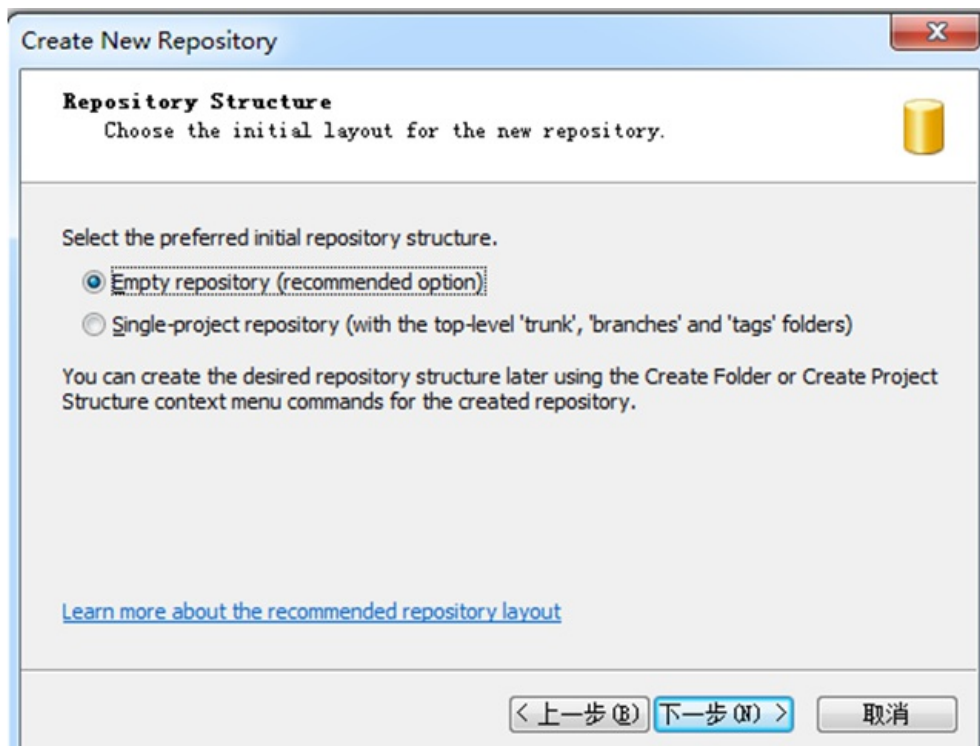 Create New Repository
Repository Structure
Choose the initial layout for the new repository.
Select the preferred initial repository structure.
Empty repository (recommended option)
Single-project repository (with the top-level 'trunk', 'branches' and 'tags' folders)
You can create the desired repository structure later using the Create Folder or Create Project
Structure context menu commands for the created repository.
Learn more about the recommended repository layout
< 上一步(B) 下一步(N) > 取消